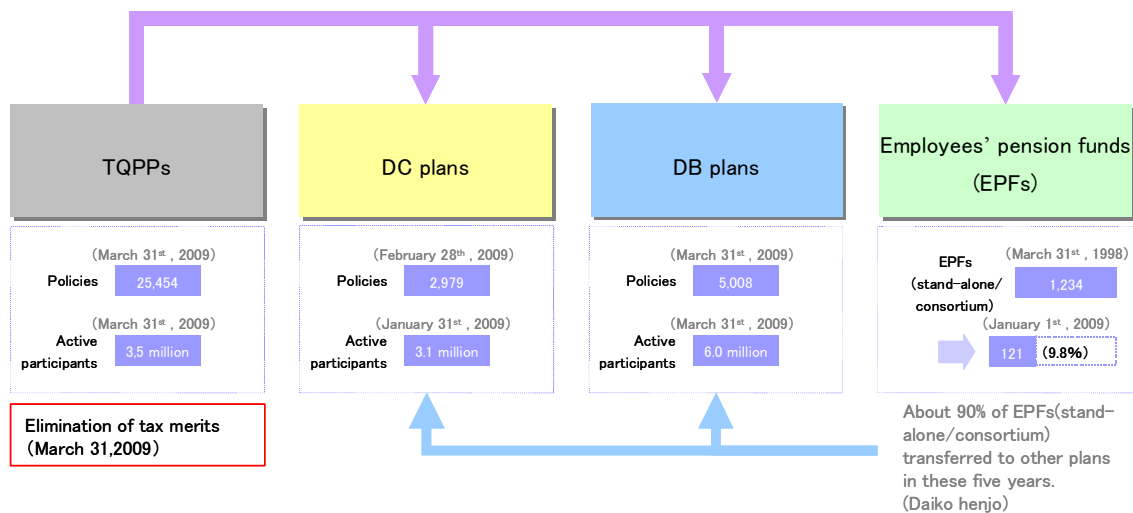 TQPPs
DC plans
DB plans
Employees’ pension funds
(EPFs)
(March 31st , 2009)
Policies
25,454
(March 31st , 2009)
Active
participants
3,5 million
(February 28th , 2009)
Policies
2,979
(January 31st , 2009)
Active
participants
3.1 million
(March 31st , 2009)
Policies
5,008
(March 31st , 2009)
Active
participants
6.0 million
(March 31st , 1998)
EPFs
(stand-alone/
consortium)
1,234
(January 1st , 2009)
121
(9.8%)
Elimination of tax merits
(March 31,2009)
About 90% of EPFs(stand-
alone/consortium)
transferred to other plans
in these five years.
(Daiko henjo)